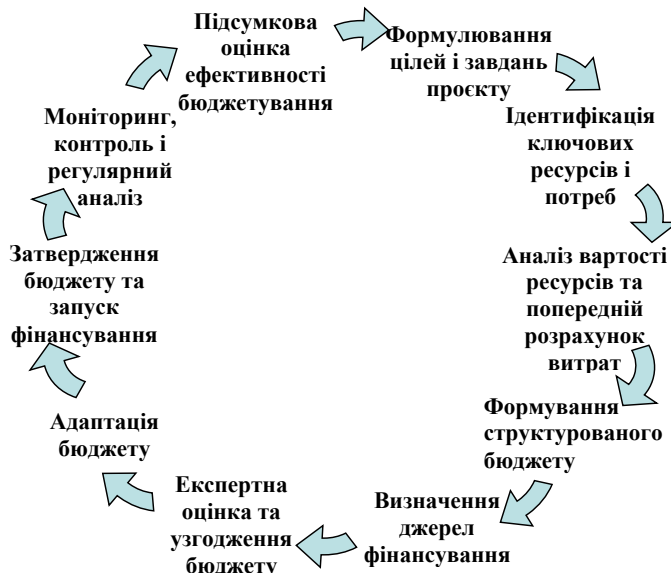 Підсумкова
оцінка
ефективності
бюджетування
Формулювання
цілей і завдань
проєкту
Ідентифікація
ключових
ресурсів і
потреб
Аналіз вартості
ресурсів та
попередній
розрахунок
витрат
Формування
структурованого
бюджету
Визначення
джерел
фінансування
Експертна
оцінка та
узгодження
бюджету
Адаптація
бюджету
Затвердження
бюджету та
запуск
фінансування
Моніторинг,
контроль і
регулярний
аналіз